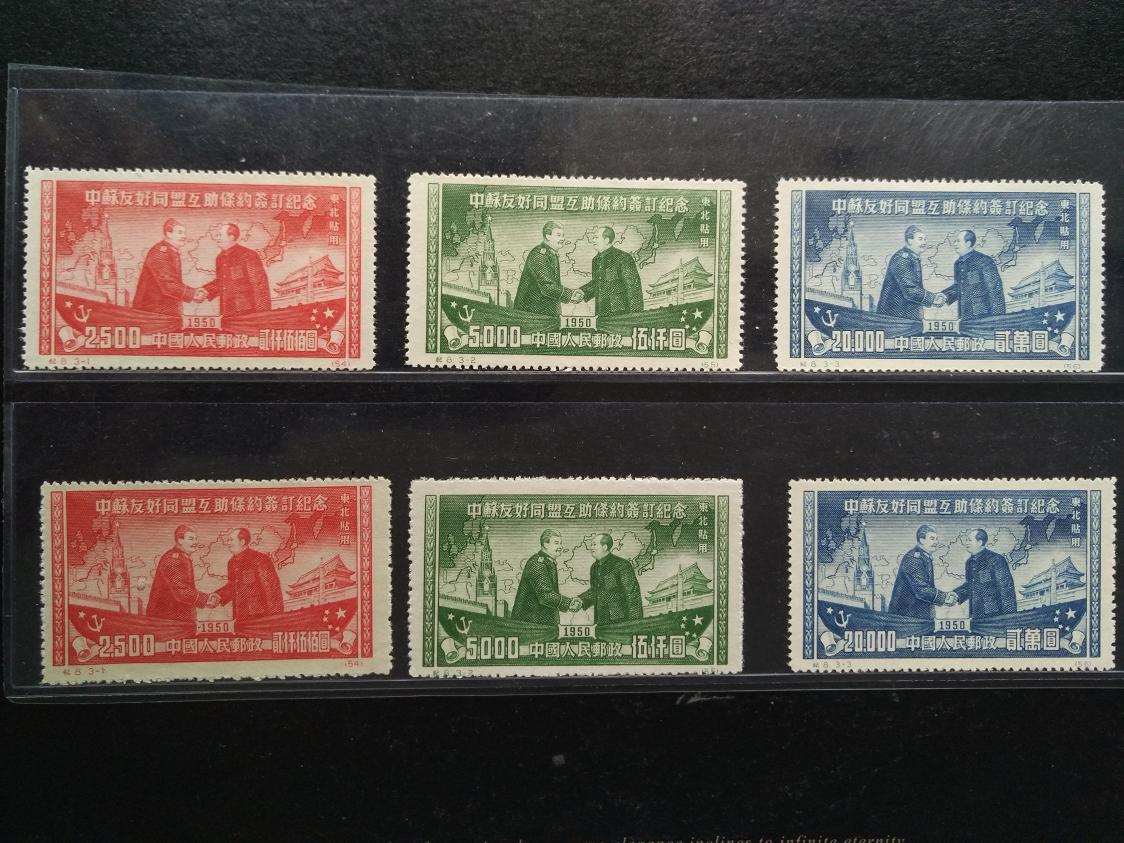 中蘇友好同盟互助條約簽訂紀念
東北貼用
1950
2500 中國人民郵政 貳仟伍佰圓
紀 8. 3-1
(54)
中蘇友好同盟互助條約簽訂紀念
東北貼用
1950
5000 中國人民郵政 伍仟圓
紀 8. 3-2
(55)
中蘇友好同盟互助條約簽訂紀念
東北貼用
1950
20,000 中國人民郵政 貳萬圓
紀 8. 3-3
(56)
中蘇友好同盟互助條約簽訂紀念
東北貼用
1950
2500 中國人民郵政 貳仟伍佰圓
紀 8. 3-1
(54)
中蘇友好同盟互助條約簽訂紀念
東北貼用
1950
5000 中國人民郵政 伍仟圓
中蘇友好同盟互助條約簽訂紀念
東北貼用
1950
20,000 中國人民郵政 貳萬圓
紀 8. 3-3
(56)
elegance inclines to infinite eternity